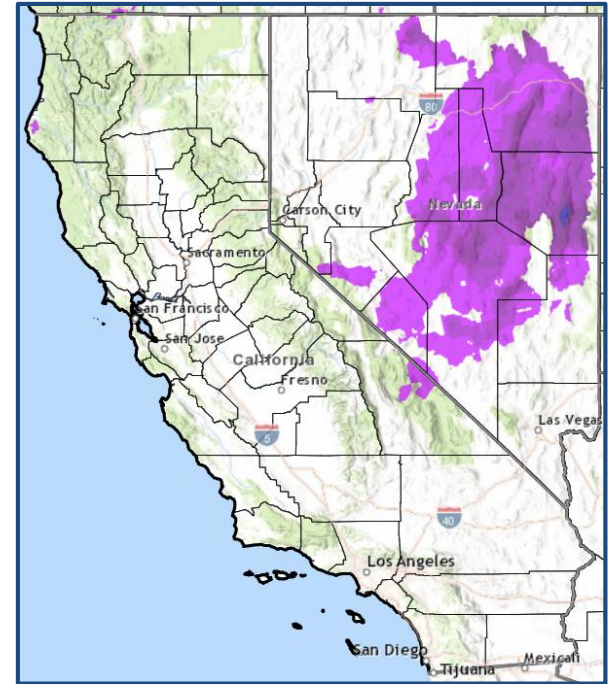 80
Carson City
Nevada
Sacramento
San Francisco
San Jose
California
Fresno
5
Las Vegas
40
Los Angeles
San Diego
Tijuana
Mexicali